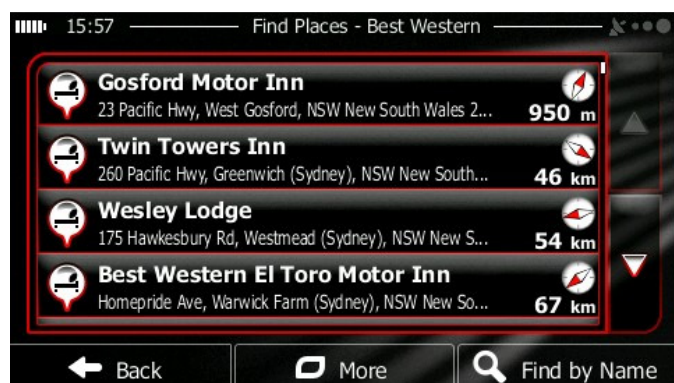 15:57 Find Places - Best Western
Gosford Motor Inn
23 Pacific Hwy, West Gosford, NSW New South Wales 2... 950 m
Twin Towers Inn
260 Pacific Hwy, Greenwich (Sydney), NSW New South... 46 km
Wesley Lodge
175 Hawkesbury Rd, Westmead (Sydney), NSW New S... 54 km
Best Western El Toro Motor Inn
Homepride Ave, Warwick Farm (Sydney), NSW New So... 67 km
Back More Find by Name